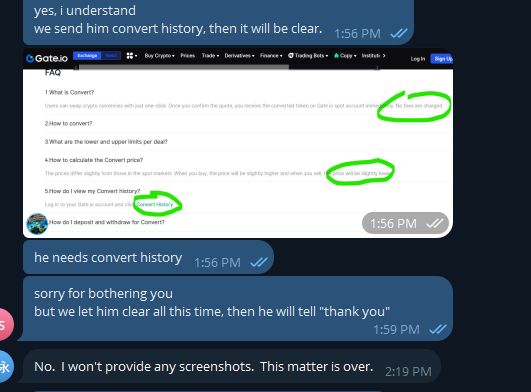 yes, i understand
we send him convert history, then it will be clear. 1:56 PM
Gate.io Exchange Buy Crypto Prices Trade Derivatives Finance Trading Bots Copy Instituti > Log In Sign Up
FAQ
1.What is Convert?
Users can swap crypto currencies with just one-click. Once you confirm the quote, you receive the converted token on Gate.io spot account immediately. No fees are charged.
2.How to convert?
3.What are the lower and upper limits per deal?
4.How to calculate the Convert price?
The prices differ slightly from those in the spot markets. When you buy, the price will be slightly higher and when you sell, the price will be slightly lower.
5.How do I view my Convert history?
Log in to your Gate.io account and click Convert History
How do I deposit and withdraw for Convert?
1:56 PM
he needs convert history 1:56 PM
sorry for bothering you
but we let him clear all this time, then he will tell "thank you"
1:59 PM
S
No. I won't provide any screenshots. This matter is over. 2:19 PM
永